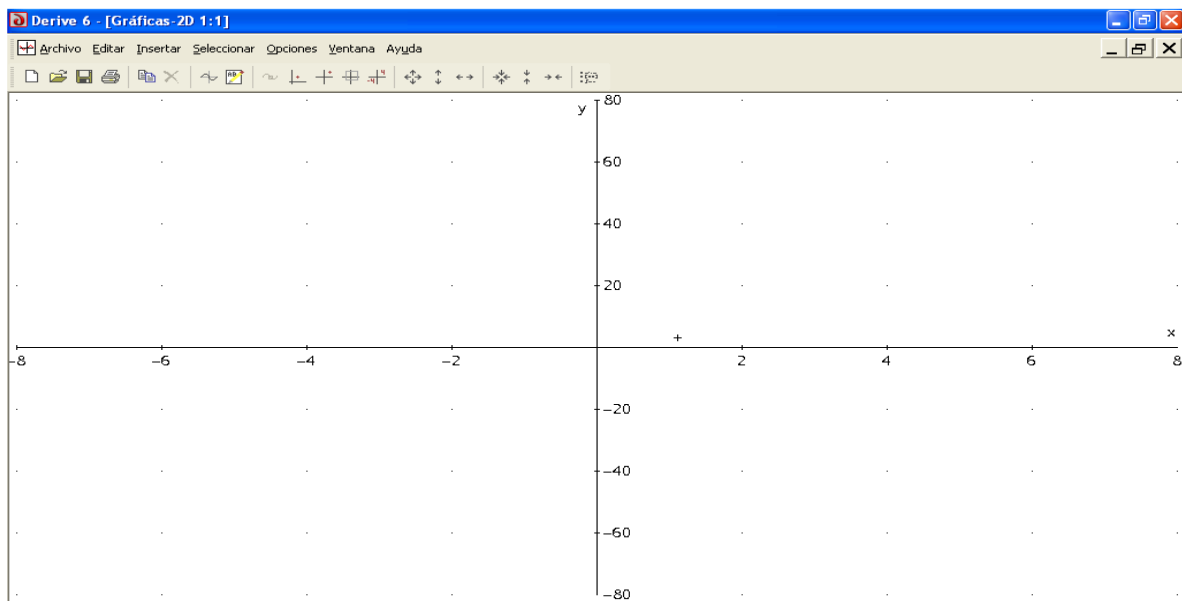 Derive 6 - [Gráficas-2D 1:1]
Archivo Editar Insertar Seleccionar Opciones Ventana Ayuda
y 80
60
40
20
x
-8 -6 -4 -2 2 4 6 8
-20
-40
-60
-80